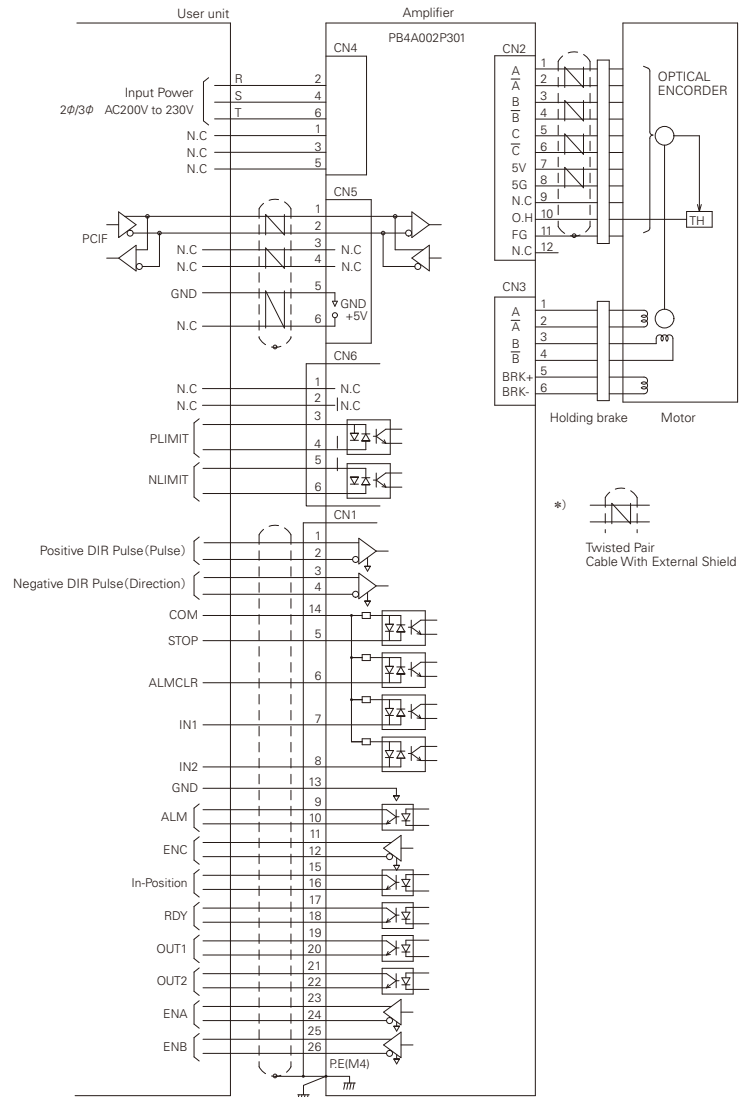 User unit
Amplifier
PB4A002P301
CN4
R 2
S 4
T 6
Input Power
2Φ/3Φ AC200V to 230V
N.C 1
N.C 3
N.C 5
CN5
1
2
PCIF
N.C 3 N.C
N.C 4 N.C
GND 5 GND
N.C 6 +5V
CN6
N.C 1 N.C
N.C 2 N.C
3
PLIMIT
4
5
NLIMIT
6
CN1
1
Positive DIR Pulse(Pulse)
2
3
Negative DIR Pulse(Direction)
4
COM 14
STOP 5
ALMCLR 6
IN1 7
IN2 8
GND 13
9
ALM
10
11
ENC
12
15
In-Position
16
17
RDY
18
19
OUT1
20
21
OUT2
22
23
ENA
24
25
ENB
26
P.E(M4)
CN2
A 1
A̅ 2
B 3
B̅ 4
C 5
C̅ 6
5V 7
5G 8
N.C 9
O.H 10
FG 11
N.C 12
OPTICAL
ENCORDER
TH
CN3
A 1
A̅ 2
B 3
B̅ 4
BRK+ 5
BRK- 6
Holding brake
Motor
*)
Twisted Pair
Cable With External Shield